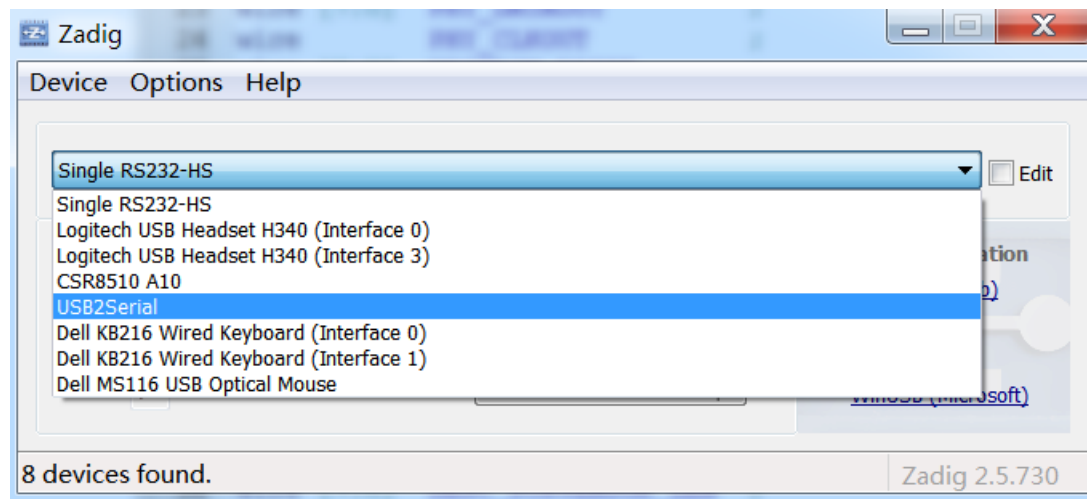 Zadig
Device Options Help
Single RS232-HS
Edit
Single RS232-HS
Logitech USB Headset H340 (Interface 0)
Logitech USB Headset H340 (Interface 3)
CSR8510 A10
USB2Serial
Dell KB216 Wired Keyboard (Interface 0)
Dell KB216 Wired Keyboard (Interface 1)
Dell MS116 USB Optical Mouse
WinUSB (Microsoft)
8 devices found.
Zadig 2.5.730